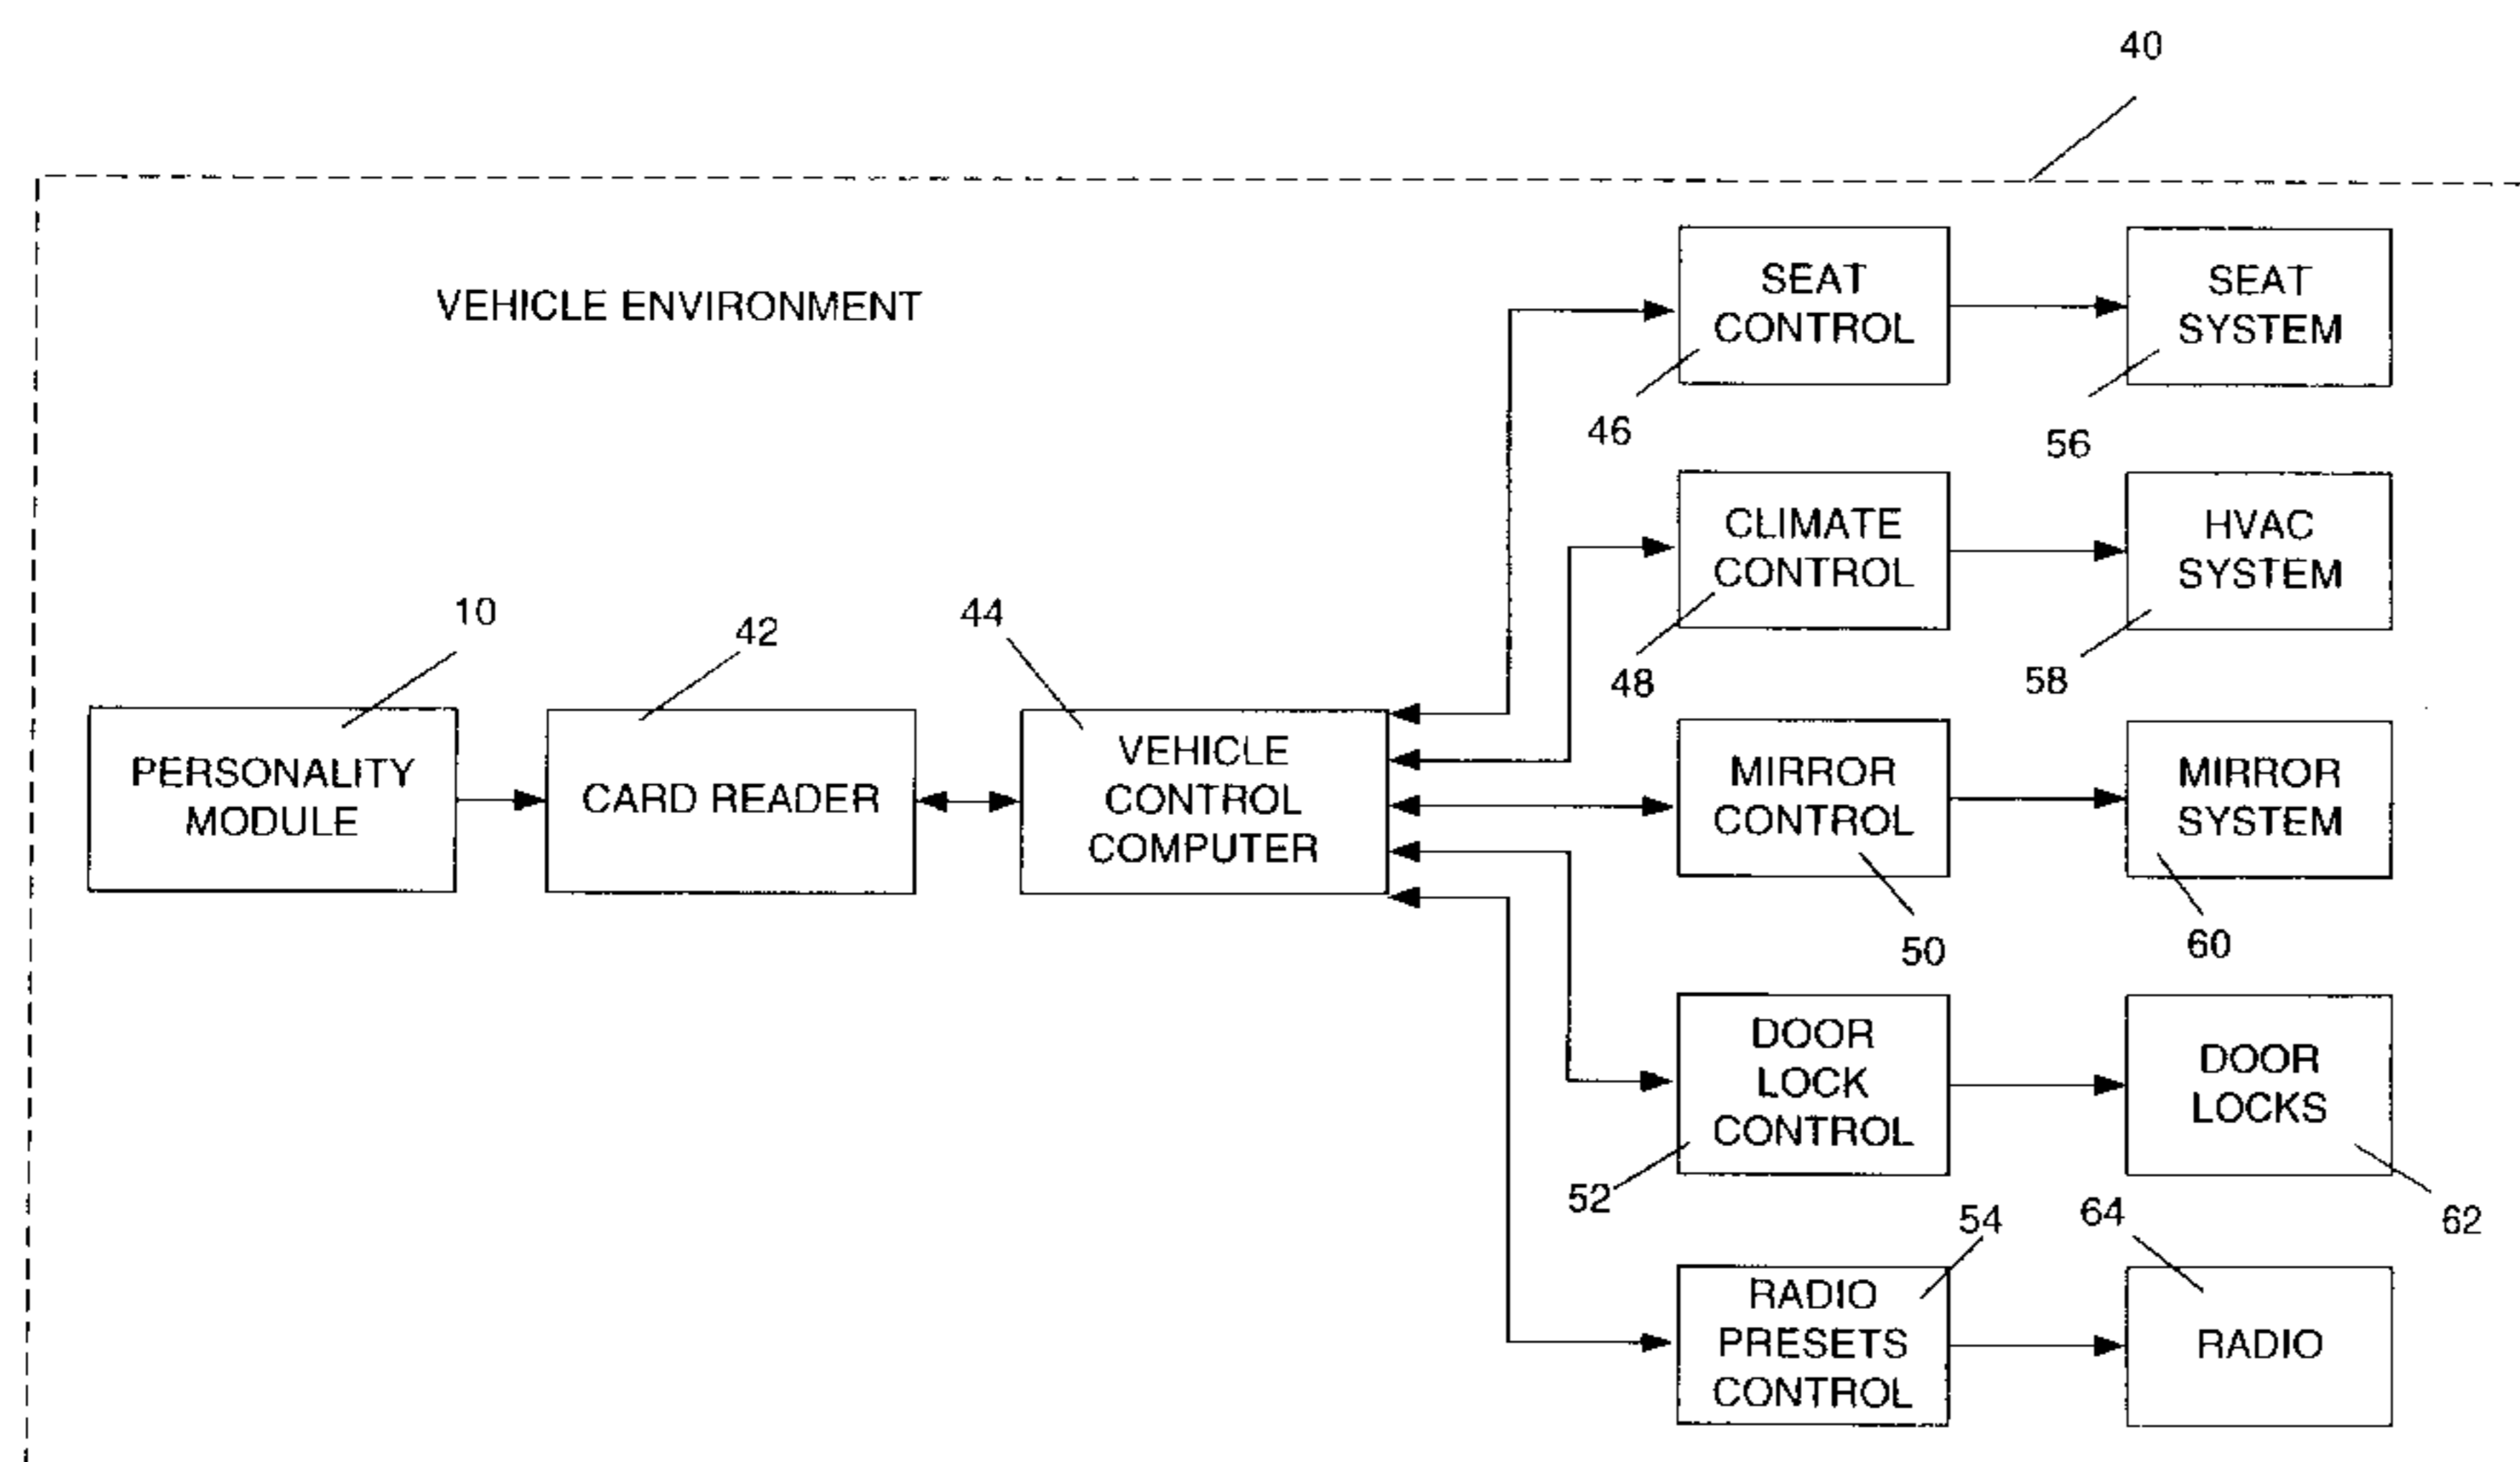 40
VEHICLE ENVIRONMENT
SEAT
CONTROL
46
SEAT
SYSTEM
56
CLIMATE
CONTROL
48
HVAC
SYSTEM
58
10
PERSONALITY
MODULE
42
CARD READER
44
VEHICLE
CONTROL
COMPUTER
MIRROR
CONTROL
50
MIRROR
SYSTEM
60
DOOR
LOCK
CONTROL
52
DOOR
LOCKS
62
54
RADIO
PRESETS
CONTROL
64
RADIO